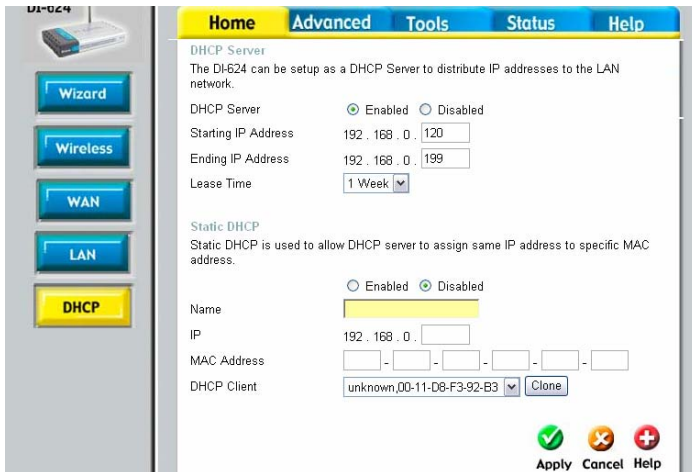 DI-624
Home Advanced Tools Status Help
Wizard
Wireless
WAN
LAN
DHCP
DHCP Server
The DI-624 can be setup as a DHCP Server to distribute IP addresses to the LAN
network.
DHCP Server Enabled Disabled
Starting IP Address 192 . 168 . 0 . 120
Ending IP Address 192 . 168 . 0 . 199
Lease Time 1 Week
Static DHCP
Static DHCP is used to allow DHCP server to assign same IP address to specific MAC
address.
Enabled Disabled
Name
IP 192 . 168 . 0 .
MAC Address - - - - -
DHCP Client unknown,00-11-D8-F3-92-B3 Clone
Apply Cancel Help